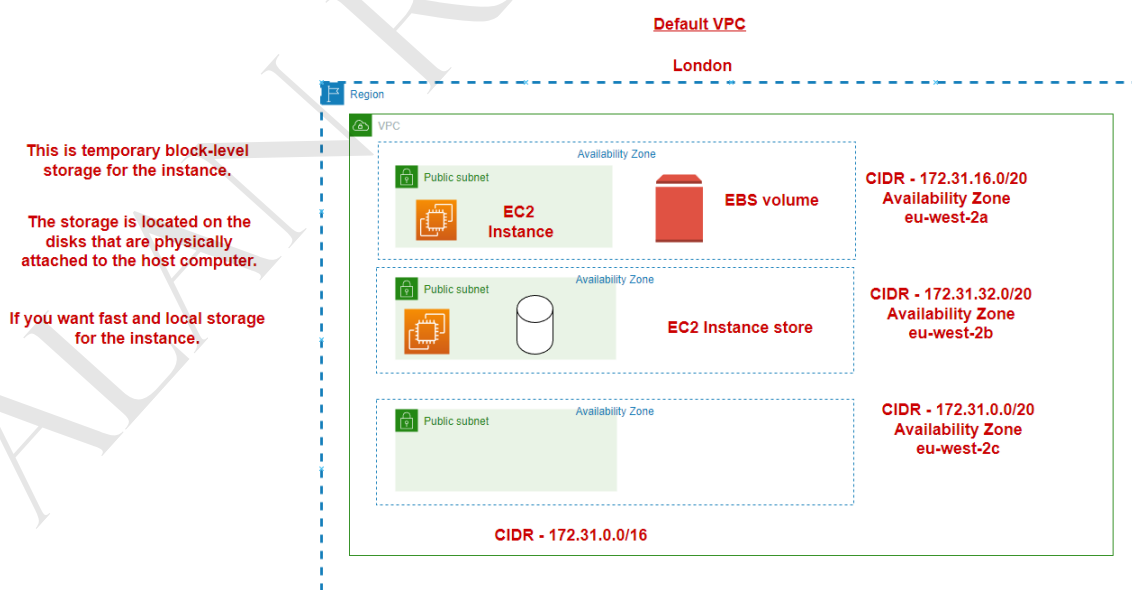 Default VPC
London
Region
VPC
This is temporary block-level
storage for the instance.
The storage is located on the
disks that are physically
attached to the host computer.
If you want fast and local storage
for the instance.
Availability Zone
Public subnet
EC2
Instance
EBS volume
CIDR - 172.31.16.0/20
Availability Zone
eu-west-2a
Availability Zone
Public subnet
EC2 Instance store
CIDR - 172.31.32.0/20
Availability Zone
eu-west-2b
Availability Zone
Public subnet
CIDR - 172.31.0.0/20
Availability Zone
eu-west-2c
CIDR - 172.31.0.0/16